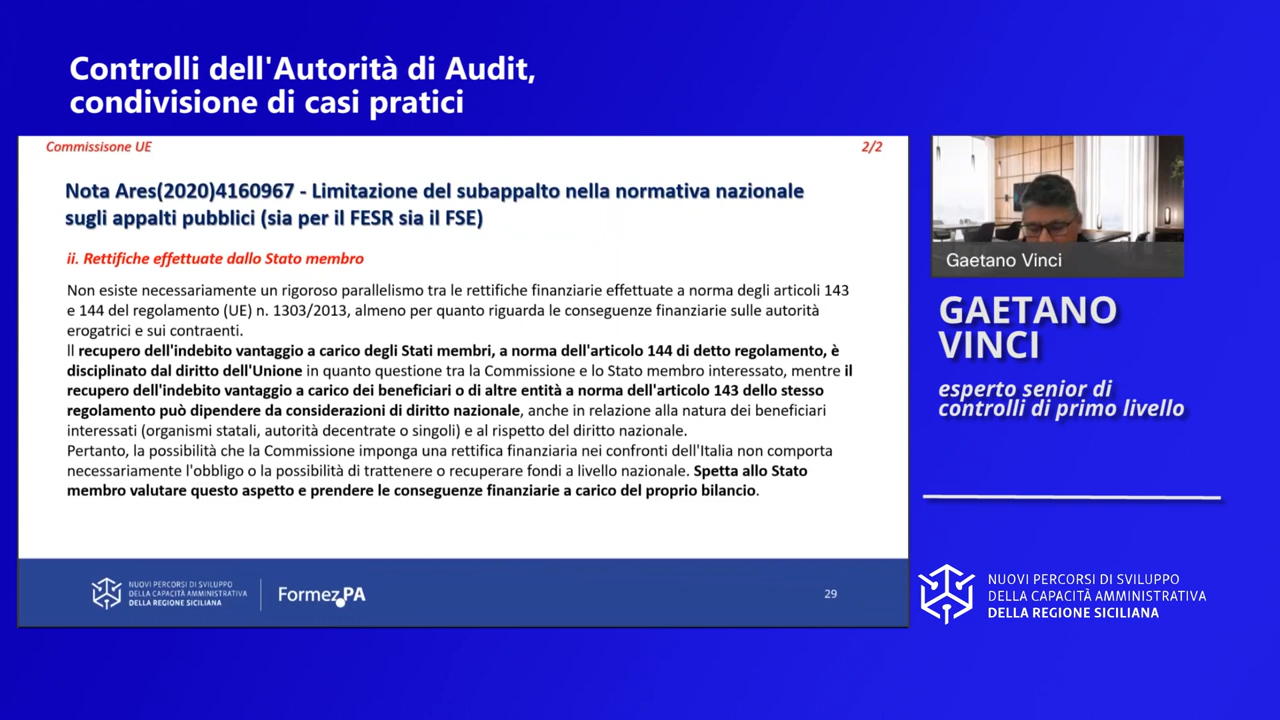 Controlli dell'Autorità di Audit,
condivisione di casi pratici
Commissisone UE
2/2
Nota Ares(2020)4160967 - Limitazione del subappalto nella normativa nazionale
sugli appalti pubblici (sia per il FESR sia il FSE)
ii. Rettifiche effettuate dallo Stato membro
Non esiste necessariamente un rigoroso parallelismo tra le rettifiche finanziarie effettuate a norma degli articoli 143
e 144 del regolamento (UE) n. 1303/2013, almeno per quanto riguarda le conseguenze finanziarie sulle autorità
erogatrici e sui contraenti.
Il recupero dell'indebito vantaggio a carico degli Stati membri, a norma dell'articolo 144 di detto regolamento, è
disciplinato dal diritto dell'Unione in quanto questione tra la Commissione e lo Stato membro interessato, mentre il
recupero dell'indebito vantaggio a carico dei beneficiari o di altre entità a norma dell'articolo 143 dello stesso
regolamento può dipendere da considerazioni di diritto nazionale, anche in relazione alla natura dei beneficiari
interessati (organismi statali, autorità decentrate o singoli) e al rispetto del diritto nazionale.
Pertanto, la possibilità che la Commissione imponga una rettifica finanziaria nei confronti dell'Italia non comporta
necessariamente l'obbligo o la possibilità di trattenere o recuperare fondi a livello nazionale. Spetta allo Stato
membro valutare questo aspetto e prendere le conseguenze finanziarie a carico del proprio bilancio.
NUOVI PERCORSI DI SVILUPPO
DELLA CAPACITÀ AMMINISTRATIVA
DELLA REGIONE SICILIANA
Formez PA
29
Gaetano Vinci
GAETANO
VINCI
esperto senior di
controlli di primo livello
NUOVI PERCORSI DI SVILUPPO
DELLA CAPACITÀ AMMINISTRATIVA
DELLA REGIONE SICILIANA